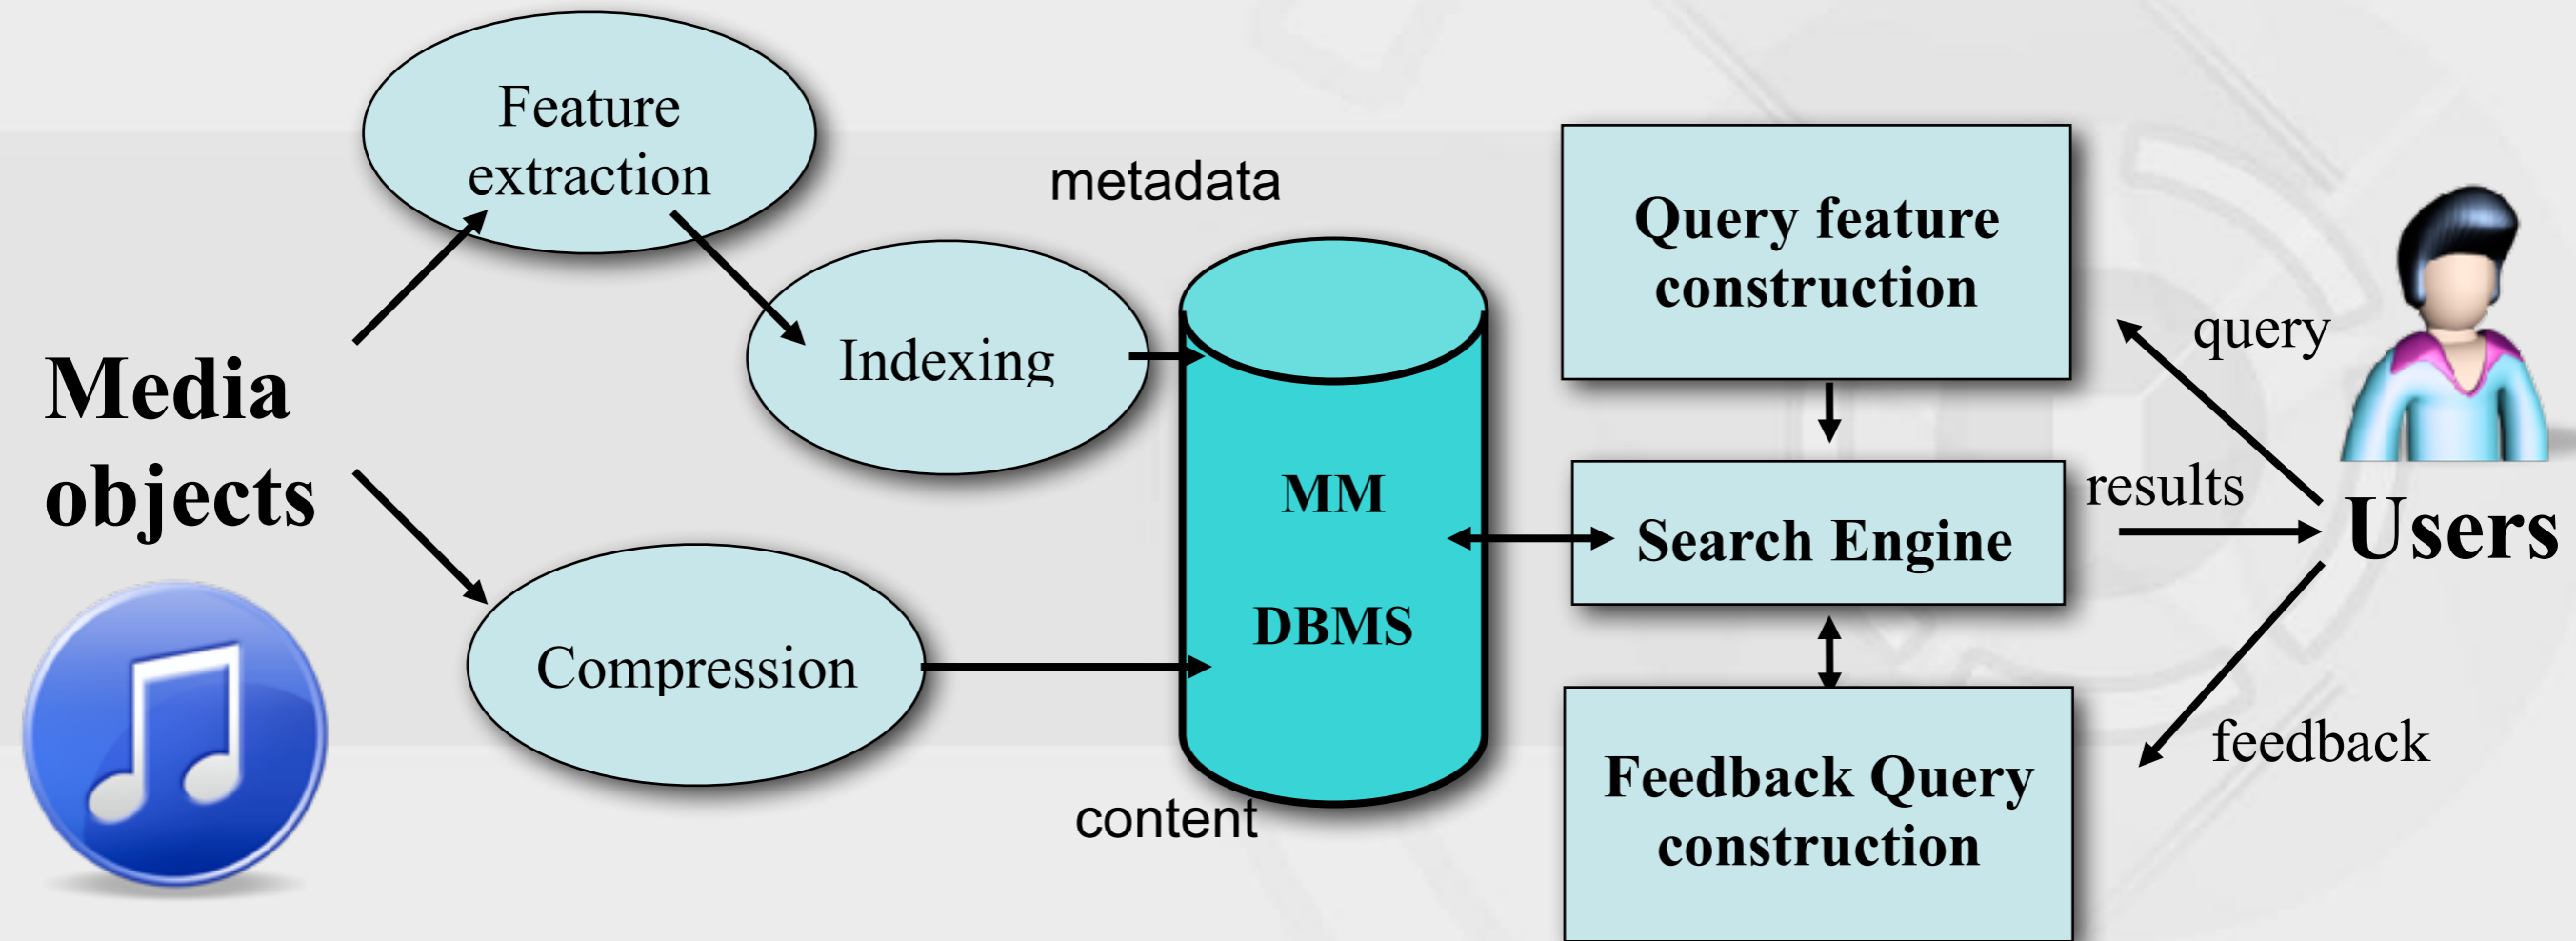 Feature
extraction
metadata
Indexing
Media
objects
Compression
content
MM
DBMS
Query feature
construction
Search Engine
Feedback Query
construction
query
results
Users
feedback